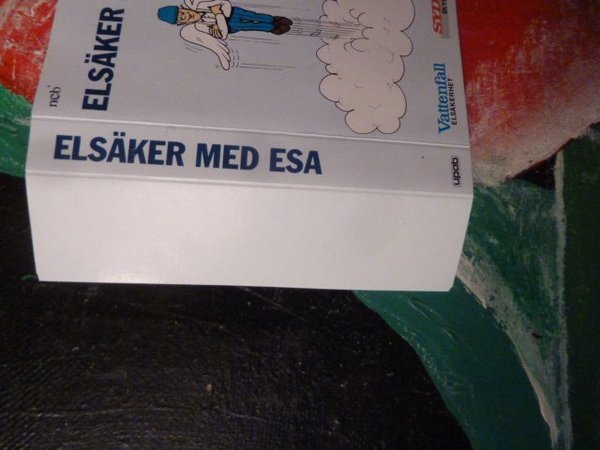 ELSÄKER
ncb
Vattenfall
ELSÄKERHET
ELSÄKER MED ESA
upab